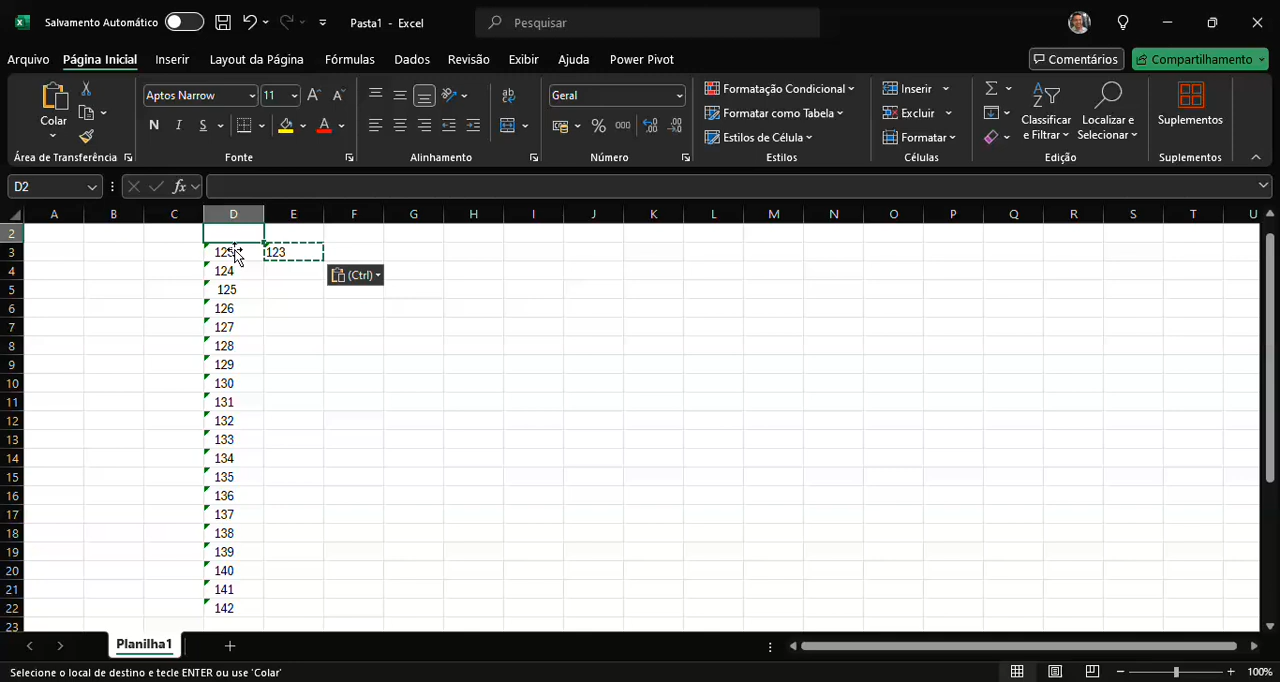 Salvamento Automático Pasta1 - Excel Pesquisar
Arquivo Página Inicial Inserir Layout da Página Fórmulas Dados Revisão Exibir Ajuda Power Pivot Comentários Compartilhamento
Colar Aptos Narrow 11 Geral Formatação Condicional Inserir
N I S % 000 Formatar como Tabela Excluir Classificar e Filtrar Localizar e Selecionar Suplementos
Estilos de Célula Formatar
Área de Transferência Fonte Alinhamento Número Estilos Células Edição Suplementos
D2 fx
A B C D E F G H I J K L M N O P Q R S T U
2
3 123 123
4 124 (Ctrl)
5 125
6 126
7 127
8 128
9 129
10 130
11 131
12 132
13 133
14 134
15 135
16 136
17 137
18 138
19 139
20 140
21 141
22 142
23
Planilha1
Selecione o local de destino e tecle ENTER ou use 'Colar' 100%